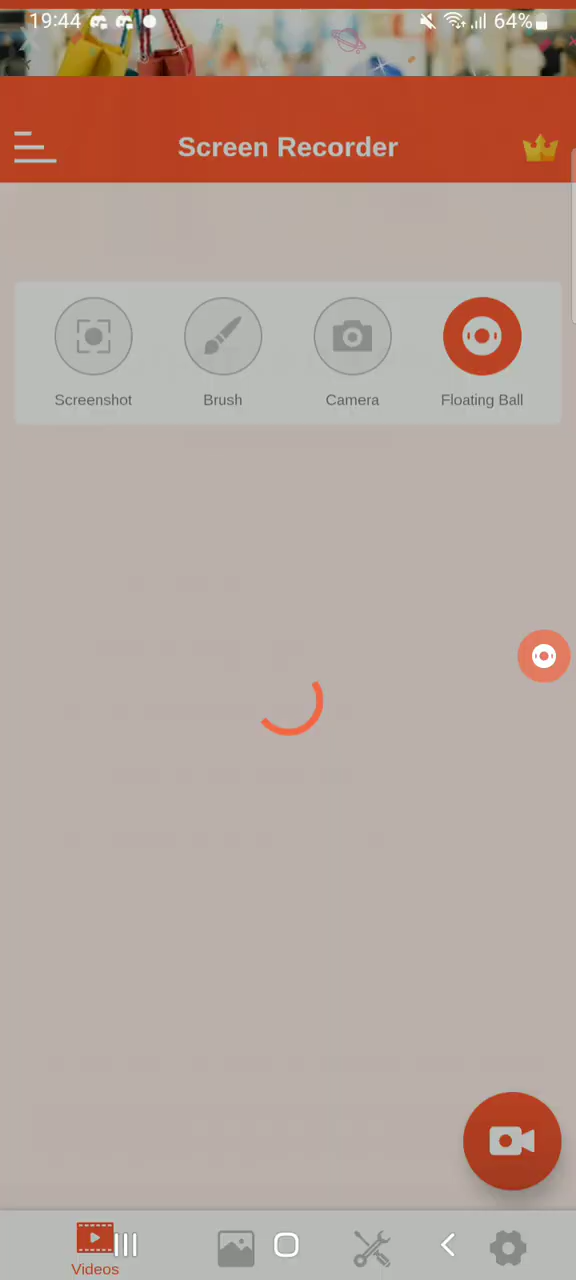 19:44
64%
Screen Recorder
Screenshot
Brush
Camera
Floating Ball
Videos